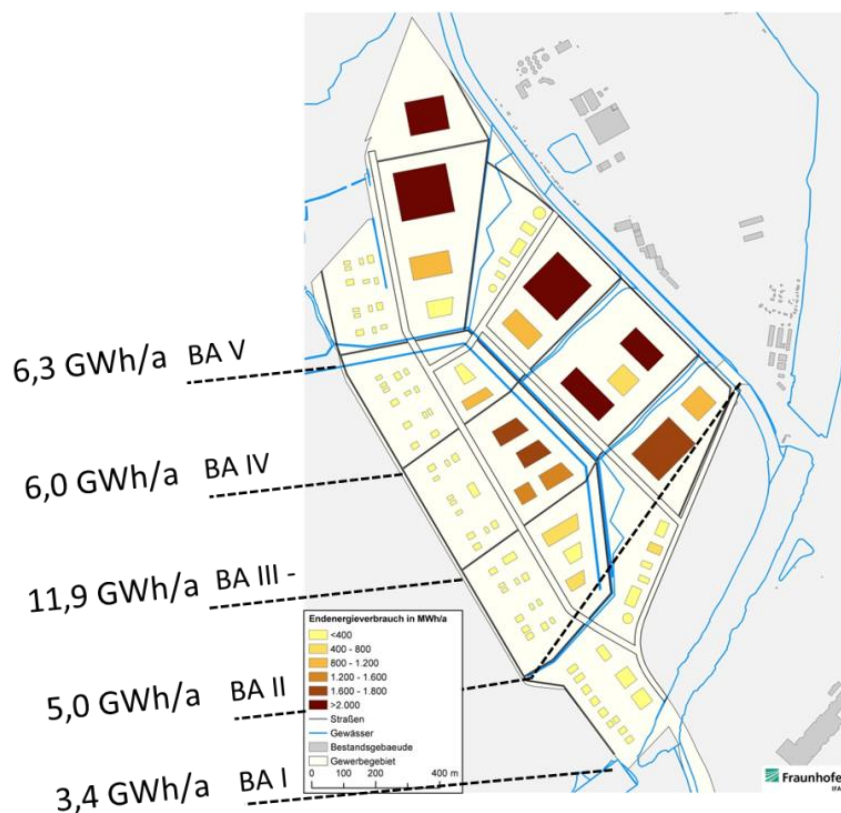 6,3 GWh/a BA V
6,0 GWh/a BA IV
11,9 GWh/a BA III -
5,0 GWh/a BA II
3,4 GWh/a BA I
Endenergieverbrauch in MWh/a
<400
400 - 800
800 - 1.200
1.200 - 1.600
1.600 - 1.800
>2.000
Straßen
Gewässer
Bestandsgebaeude
Gewerbegebiet
0 100 200 400 m
Fraunhofer